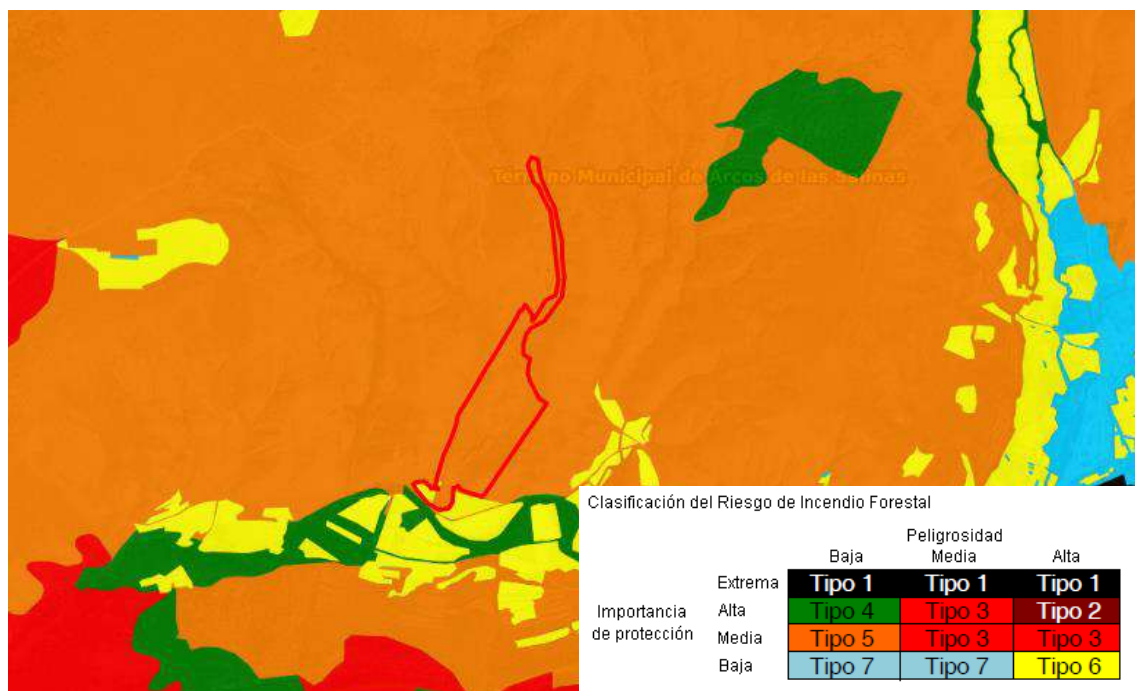 Término Municipal de Arcos de las Salinas
Clasificación del Riesgo de Incendio Forestal
Peligrosidad
Baja Media Alta
Extrema Tipo 1 Tipo 1 Tipo 1
Importancia de protección
Alta Tipo 4 Tipo 3 Tipo 2
Media Tipo 5 Tipo 3 Tipo 3
Baja Tipo 7 Tipo 7 Tipo 6